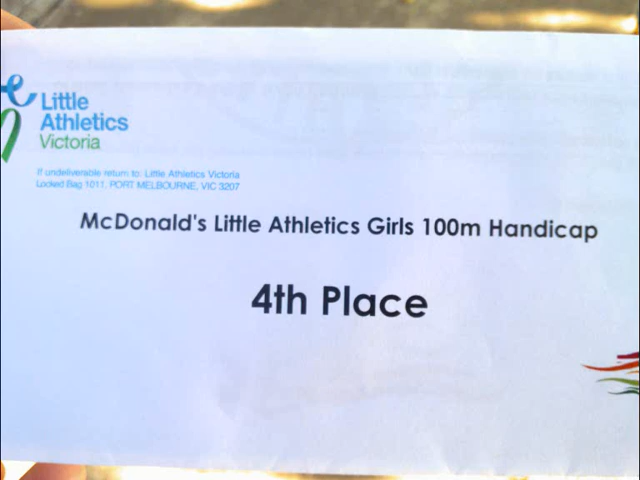 Little
Athletics
Victoria
If undeliverable return to: Little Athletics Victoria
Locked Bag 1011, PORT MELBOURNE, VIC 3207
McDonald's Little Athletics Girls 100m Handicap
4th Place